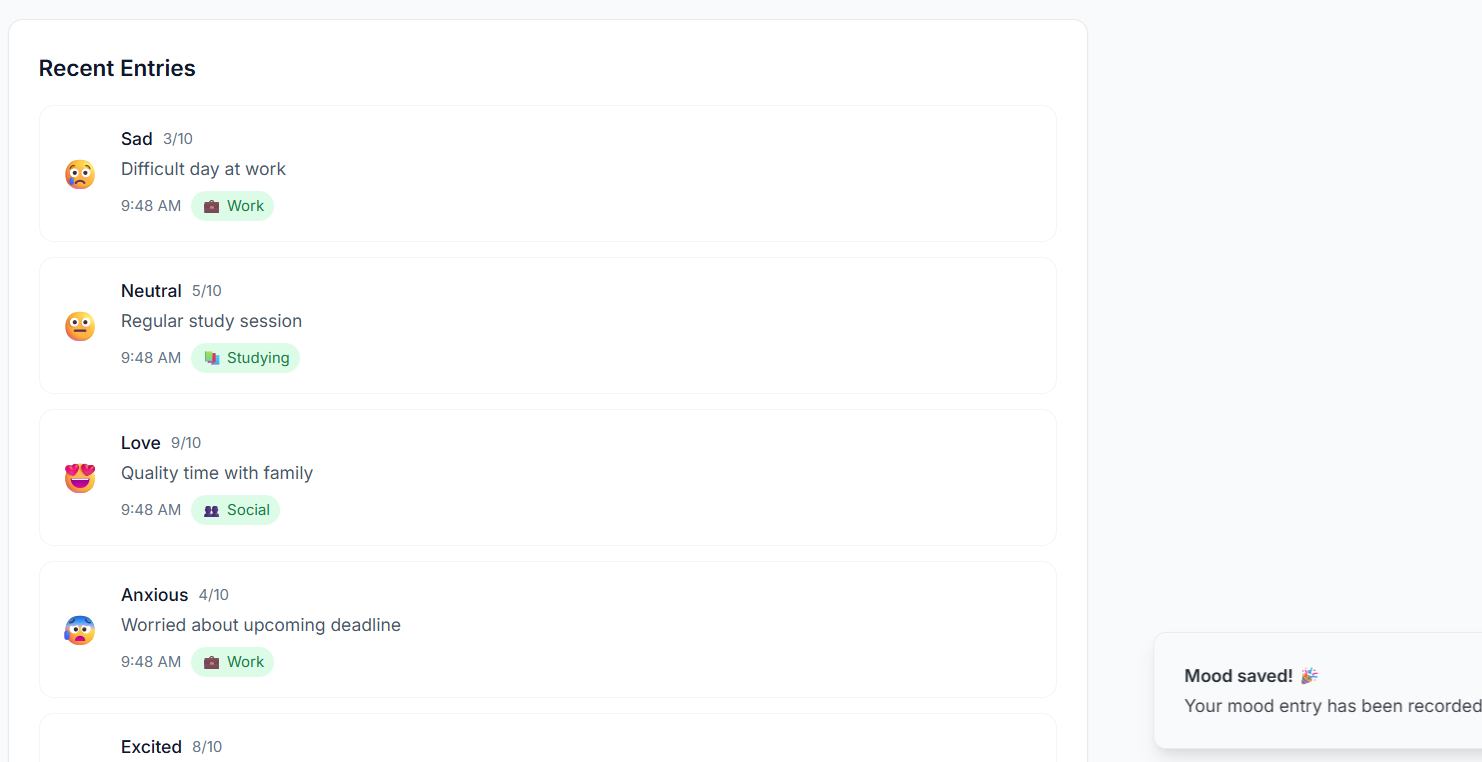 Recent Entries
Sad 3/10
Difficult day at work
9:48 AM Work
Neutral 5/10
Regular study session
9:48 AM Studying
Love 9/10
Quality time with family
9:48 AM Social
Anxious 4/10
Worried about upcoming deadline
9:48 AM Work
Excited 8/10
Mood saved! 🎉
Your mood entry has been recorded